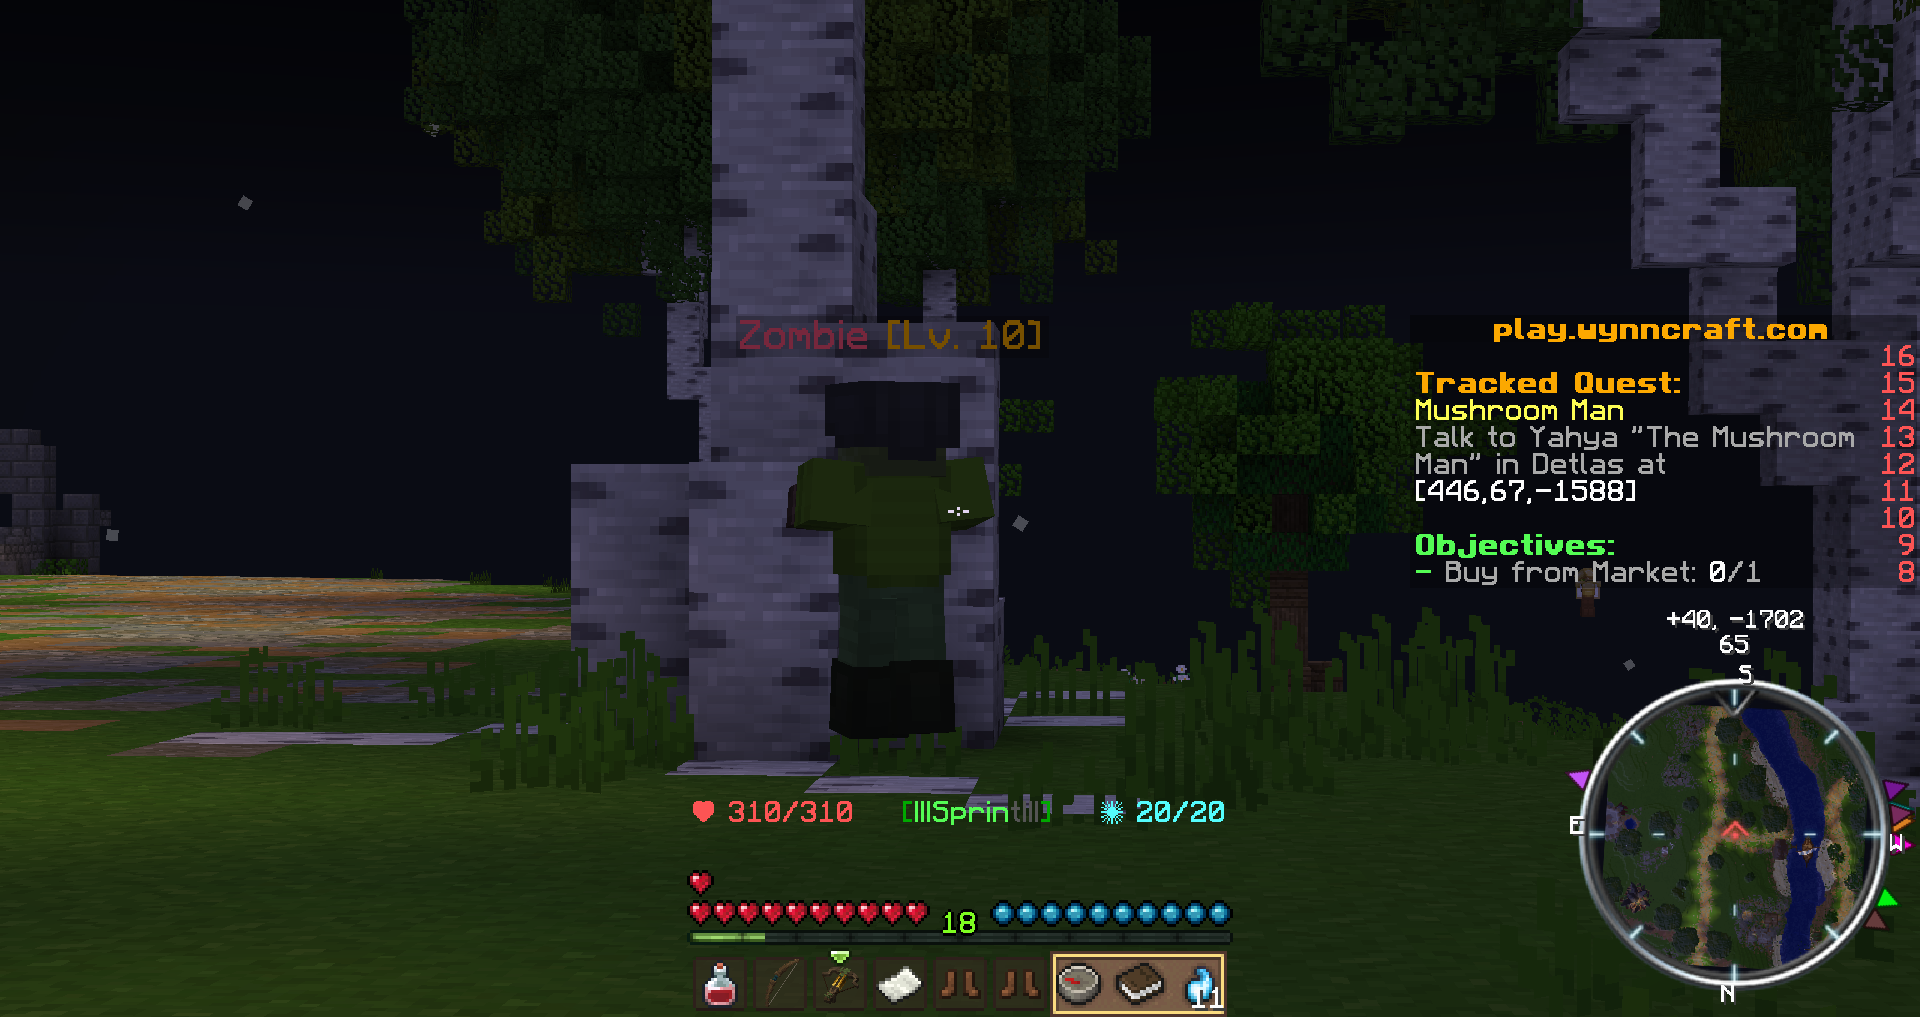 Zombie [Lv. 10]
play.wynncraft.com
16
Tracked Quest: 15
Mushroom Man 14
Talk to Yahya "The Mushroom 13
Man" in Detlas at 12
[446,67,-1588] 11
10
Objectives: 9
- Buy from Market: 0/1 8
+40, -1702
65
S
E
W
N
310/310 [|||Sprint|||] 20/20
18
11